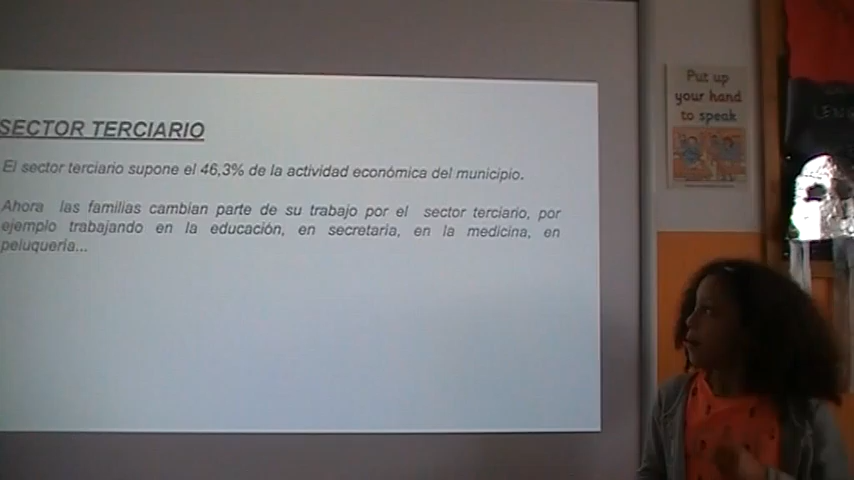 SECTOR TERCIARIO
El sector terciario supone el 46,3% de la actividad económica del municipio.
Ahora las familias cambian parte de su trabajo por el sector terciario, por
ejemplo trabajando en la educación, en secretaria, en la medicina, en
peluquería...
Put up
your hand
to speak